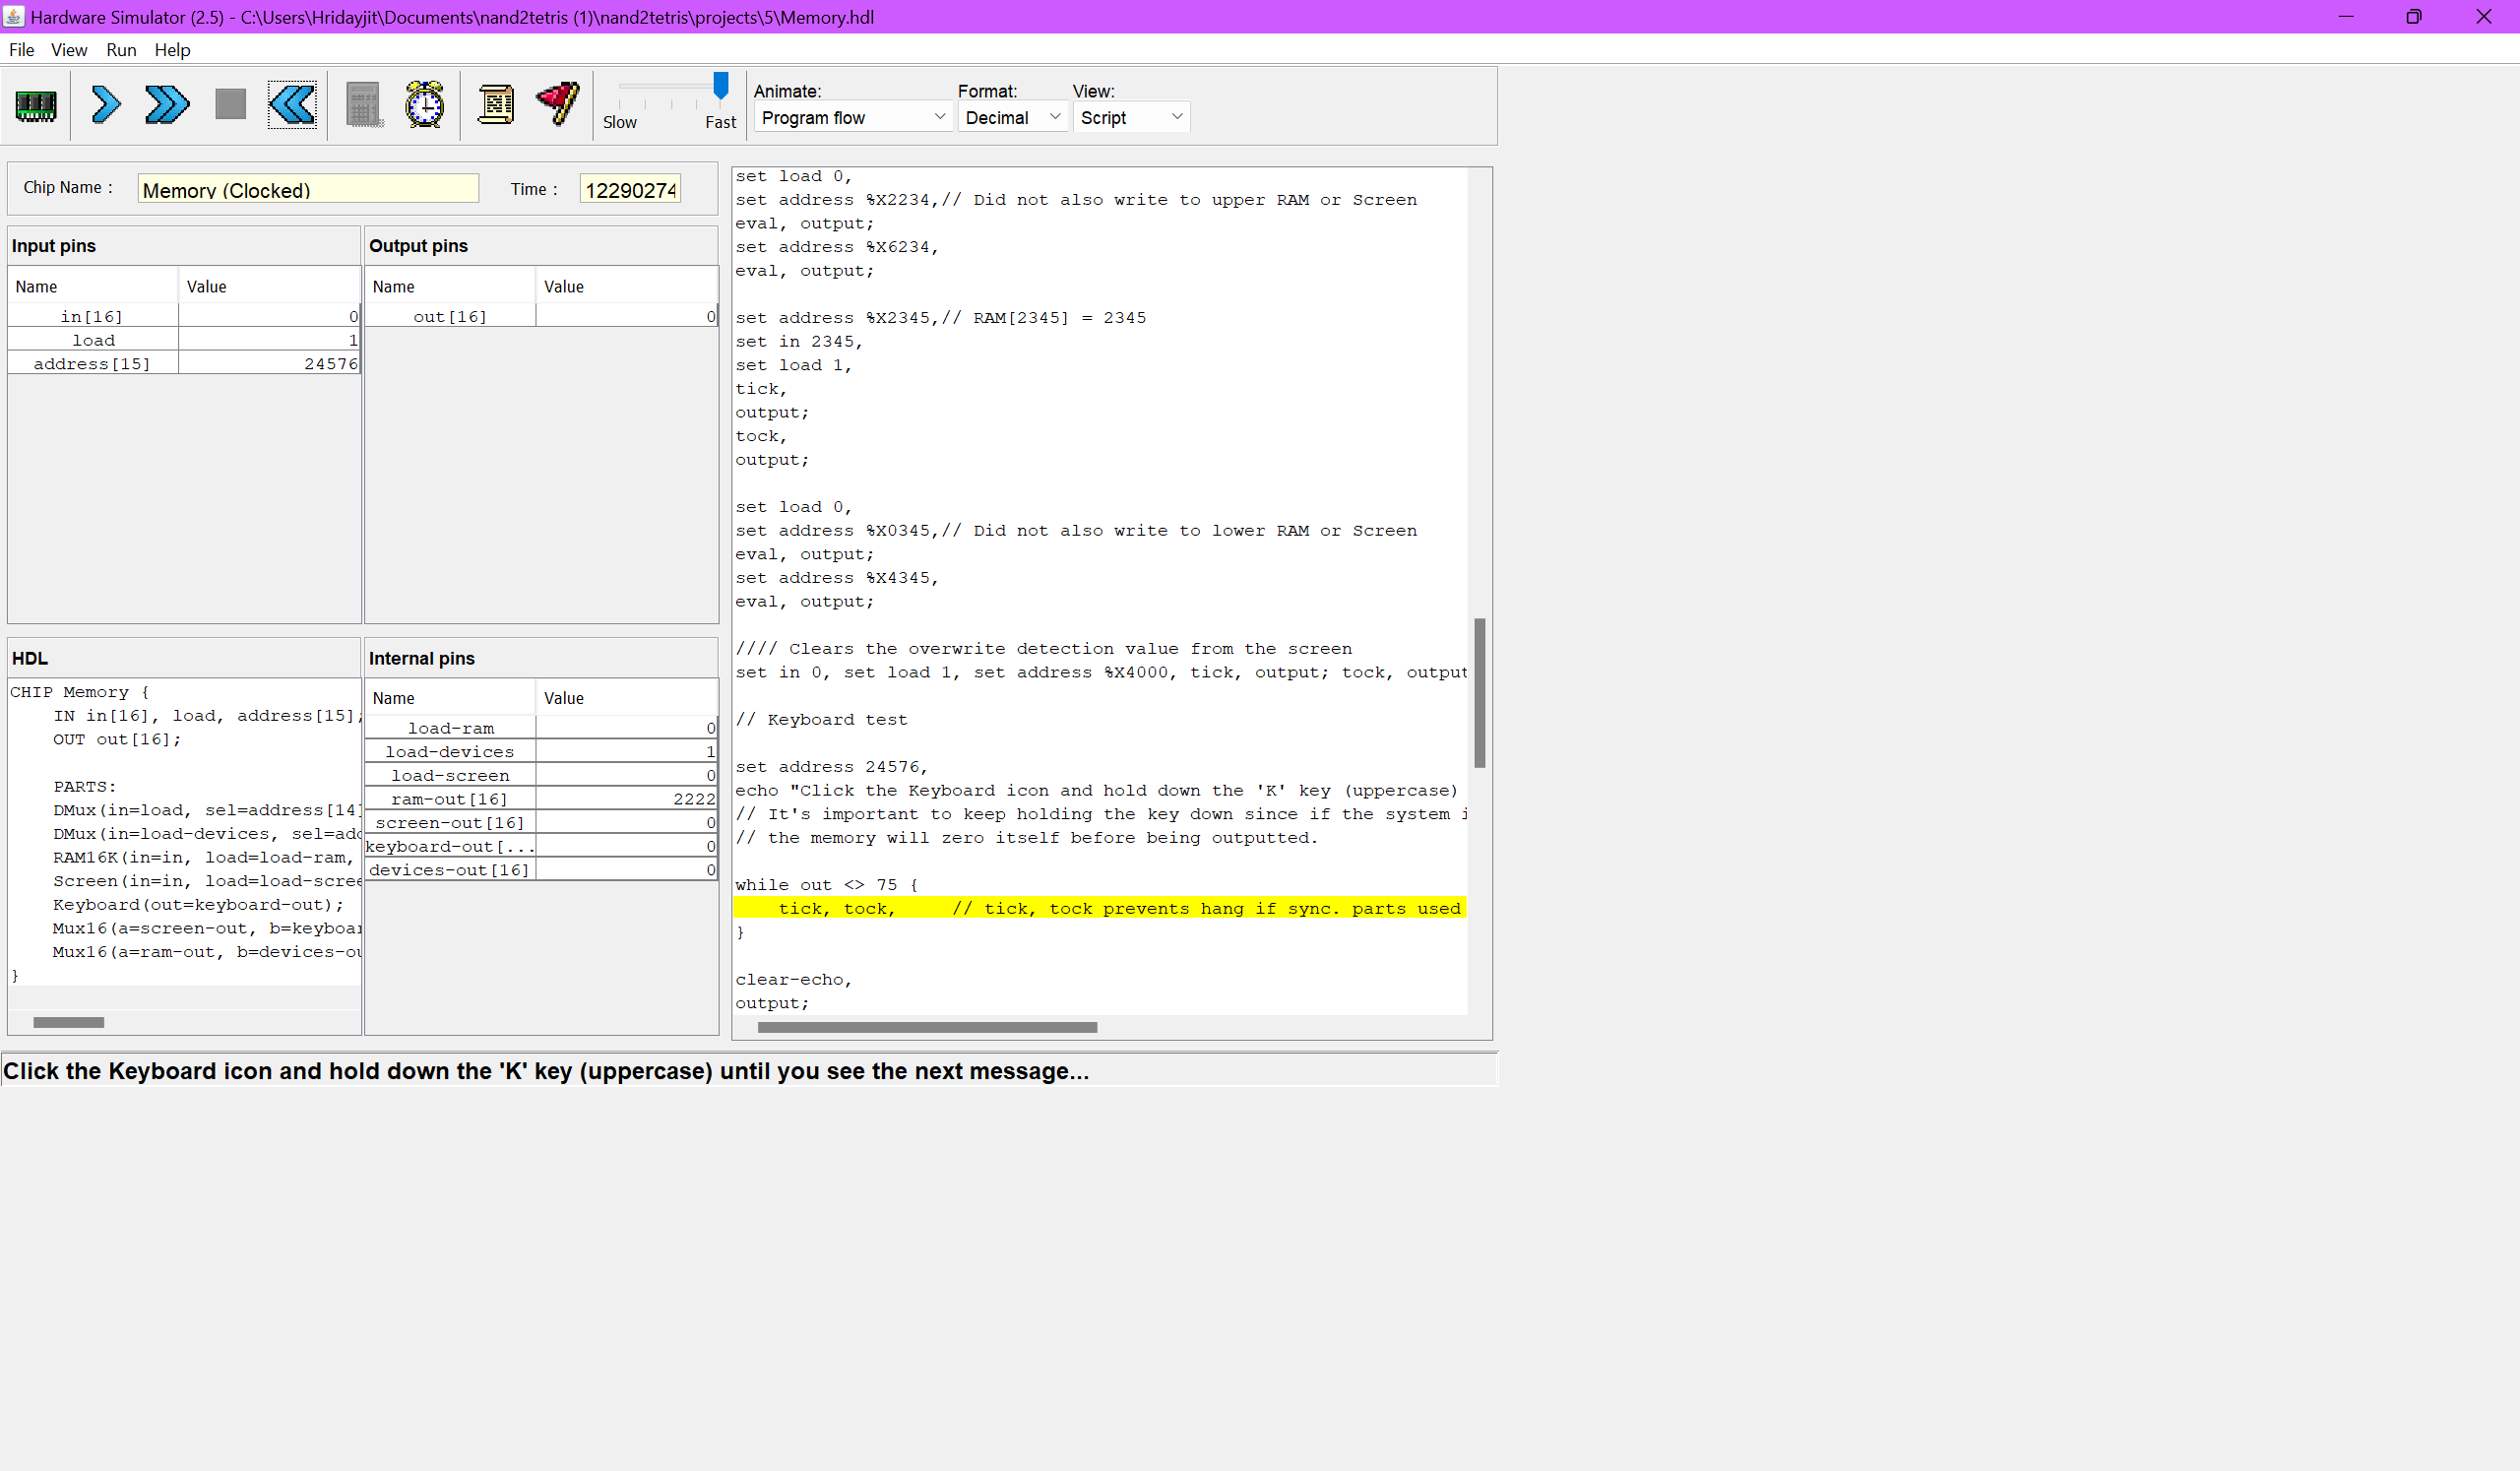 Hardware Simulator (2.5) - C:\Users\Hridayjit\Documents\nand2tetris (1)\nand2tetris\projects\5\Memory.hdl
File View Run Help
Slow Fast
Animate: Format: View:
Program flow Decimal Script
Chip Name : Memory (Clocked) Time : 12290274
Input pins
Name Value
in[16] 0
load 1
address[15] 24576
Output pins
Name Value
out[16] 0
HDL
CHIP Memory {
IN in[16], load, address[15];
OUT out[16];
PARTS:
DMux(in=load, sel=address[14]
DMux(in=load-devices, sel=add
RAM16K(in=in, load=load-ram,
Screen(in=in, load=load-scree
Keyboard(out=keyboard-out);
Mux16(a=screen-out, b=keyboar
Mux16(a=ram-out, b=devices-ou
}
Internal pins
Name Value
load-ram 0
load-devices 1
load-screen 0
ram-out[16] 2222
screen-out[16] 0
keyboard-out[... 0
devices-out[16] 0
set load 0,
set address %X2234,// Did not also write to upper RAM or Screen
eval, output;
set address %X6234,
eval, output;
set address %X2345,// RAM[2345] = 2345
set in 2345,
set load 1,
tick,
output;
tock,
output;
set load 0,
set address %X0345,// Did not also write to lower RAM or Screen
eval, output;
set address %X4345,
eval, output;
//// Clears the overwrite detection value from the screen
set in 0, set load 1, set address %X4000, tick, output; tock, output
// Keyboard test
set address 24576,
echo "Click the Keyboard icon and hold down the 'K' key (uppercase)
// It's important to keep holding the key down since if the system i
// the memory will zero itself before being outputted.
while out <> 75 {
tick, tock, // tick, tock prevents hang if sync. parts used
}
clear-echo,
output;
Click the Keyboard icon and hold down the 'K' key (uppercase) until you see the next message...